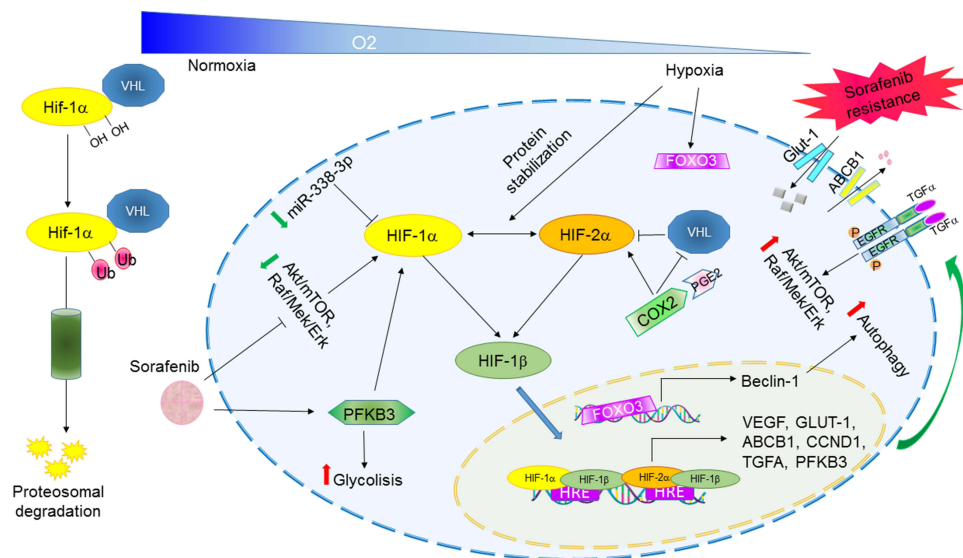 O2
Normoxia
Hypoxia
VHL
Hif-1α
OH
OH
VHL
Hif-1α
Ub
Ub
Proteosomal
degradation
Sorafenib
miR-338-3p
Protein
stabilization
FOXO3
HIF-1α
HIF-2α
VHL
Akt/mTOR,
Raf/Mek/Erk
PGE2
COX2
HIF-1β
PFKB3
Glycolisis
Sorafenib
resistance
Glut-1
ABCB1
TGFα
TGFα
P
EGFR
EGFR
P
Akt/mTOR,
Raf/Mek/Erk
Autophagy
Beclin-1
FOXO3
VEGF, GLUT-1,
ABCB1, CCND1,
TGFA, PFKB3
HIF-1α
HIF-1β
HIF-2α
HIF-1β
HRE
HRE